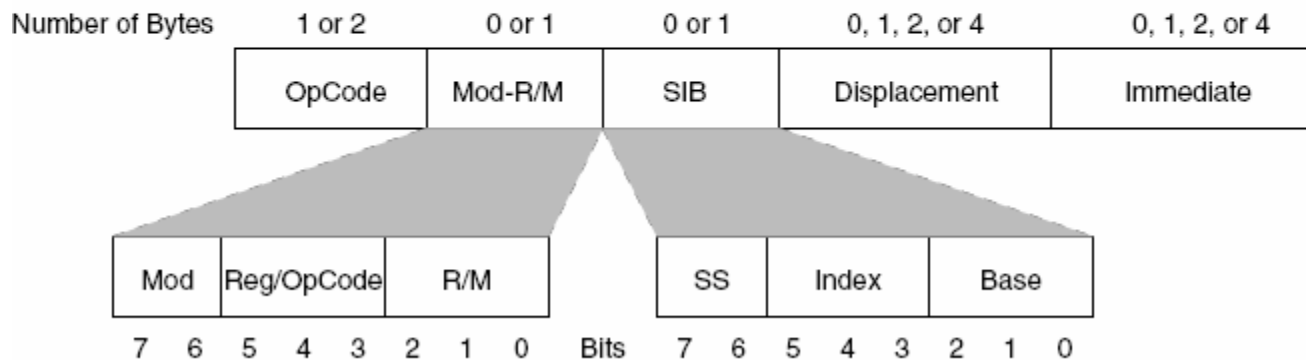 Number of Bytes 1 or 2 0 or 1 0 or 1 0, 1, 2, or 4 0, 1, 2, or 4
OpCode Mod-R/M SIB Displacement Immediate
Mod Reg/OpCode R/M SS Index Base
7 6 5 4 3 2 1 0 Bits 7 6 5 4 3 2 1 0